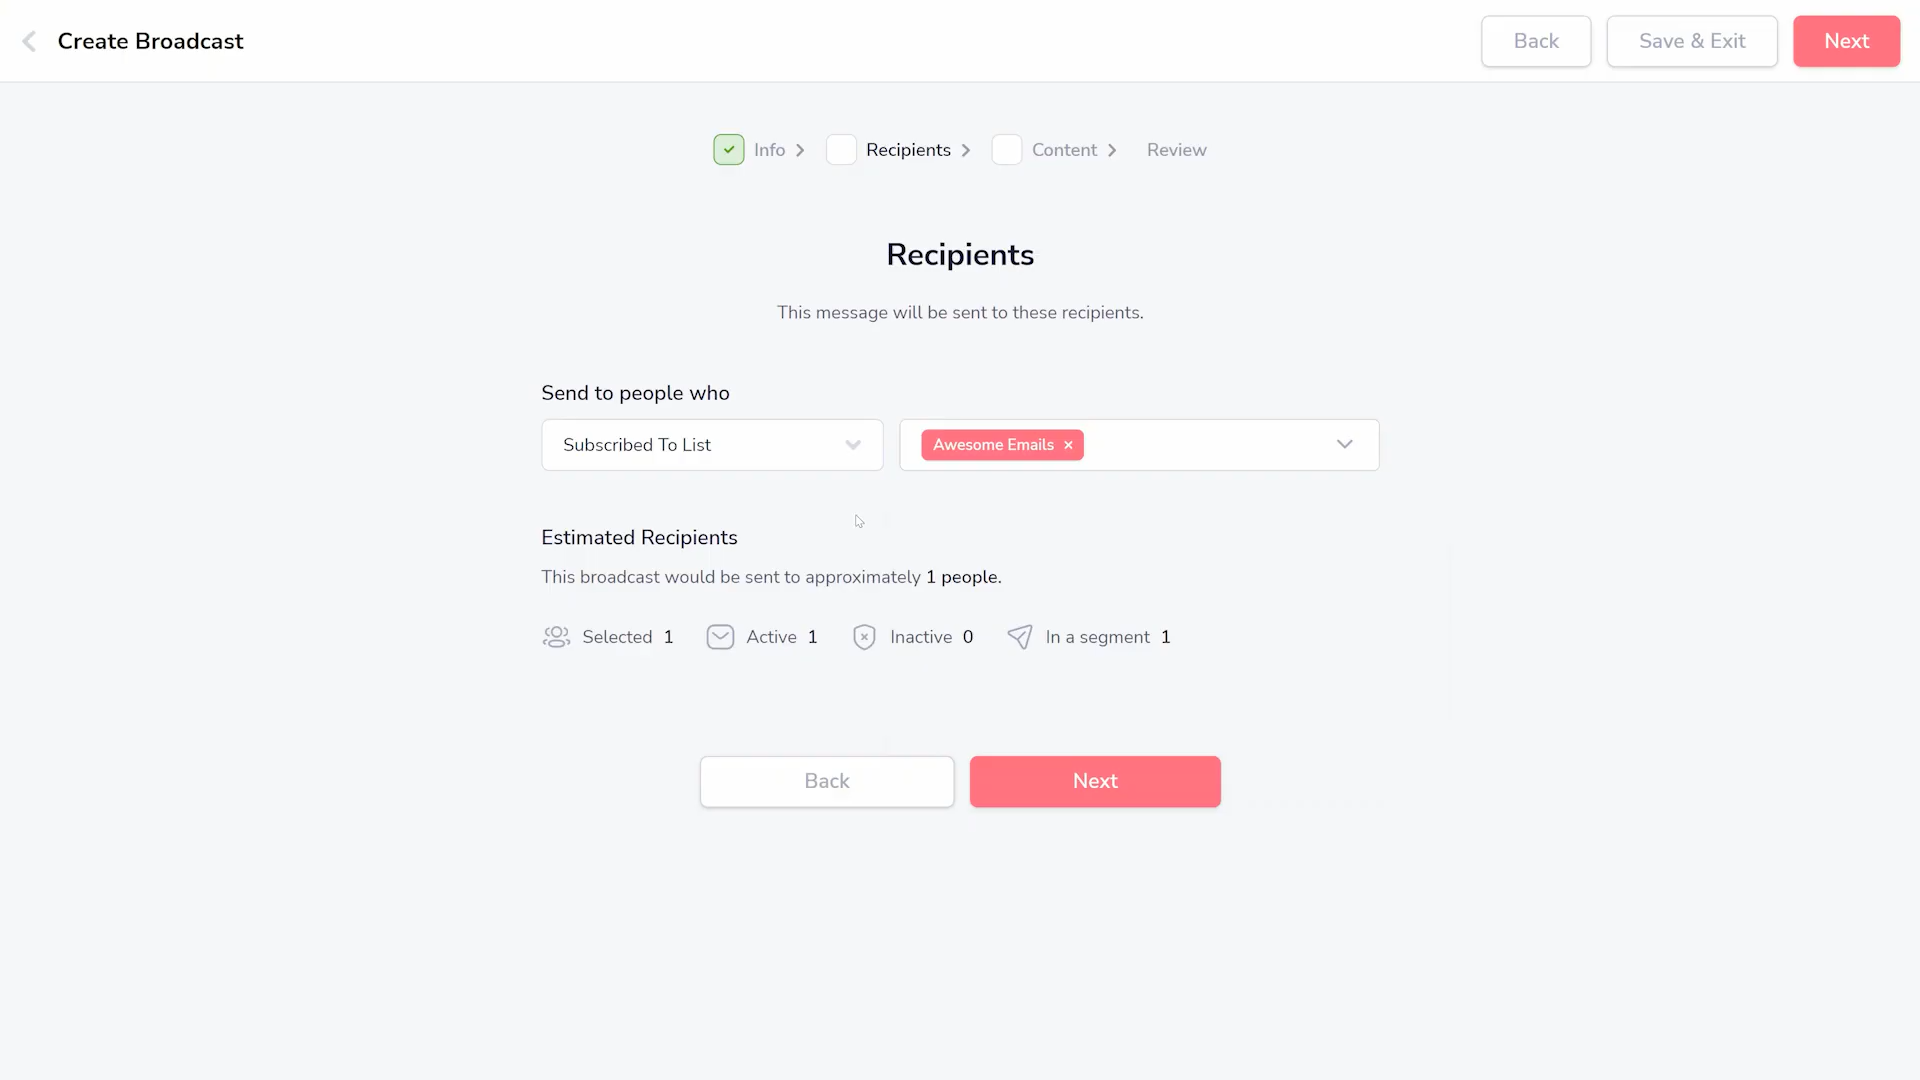 Create Broadcast
Back
Save & Exit
Next
Info
Recipients
Content
Review
Recipients
This message will be sent to these recipients.
Send to people who
Subscribed To List
Awesome Emails ×
Estimated Recipients
This broadcast would be sent to approximately 1 people.
Selected 1
Active 1
Inactive 0
In a segment 1
Back
Next